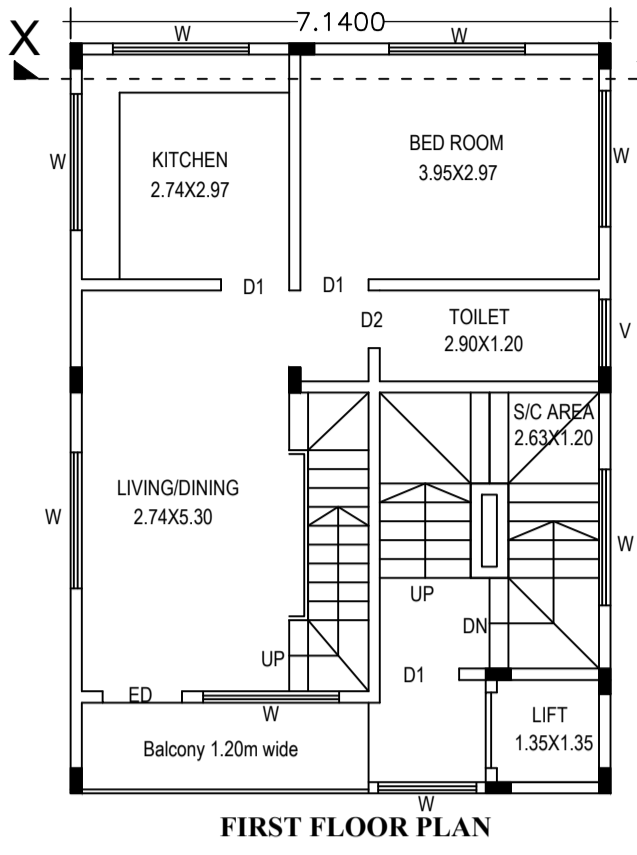 7.1400
X
W
W
KITCHEN
2.74X2.97
BED ROOM
3.95X2.97
W
W
D1
D1
D2
TOILET
2.90X1.20
V
S/C AREA
2.63X1.20
LIVING/DINING
2.74X5.30
W
W
UP
DN
UP
D1
ED
W
LIFT
1.35X1.35
Balcony 1.20m wide
W
FIRST FLOOR PLAN